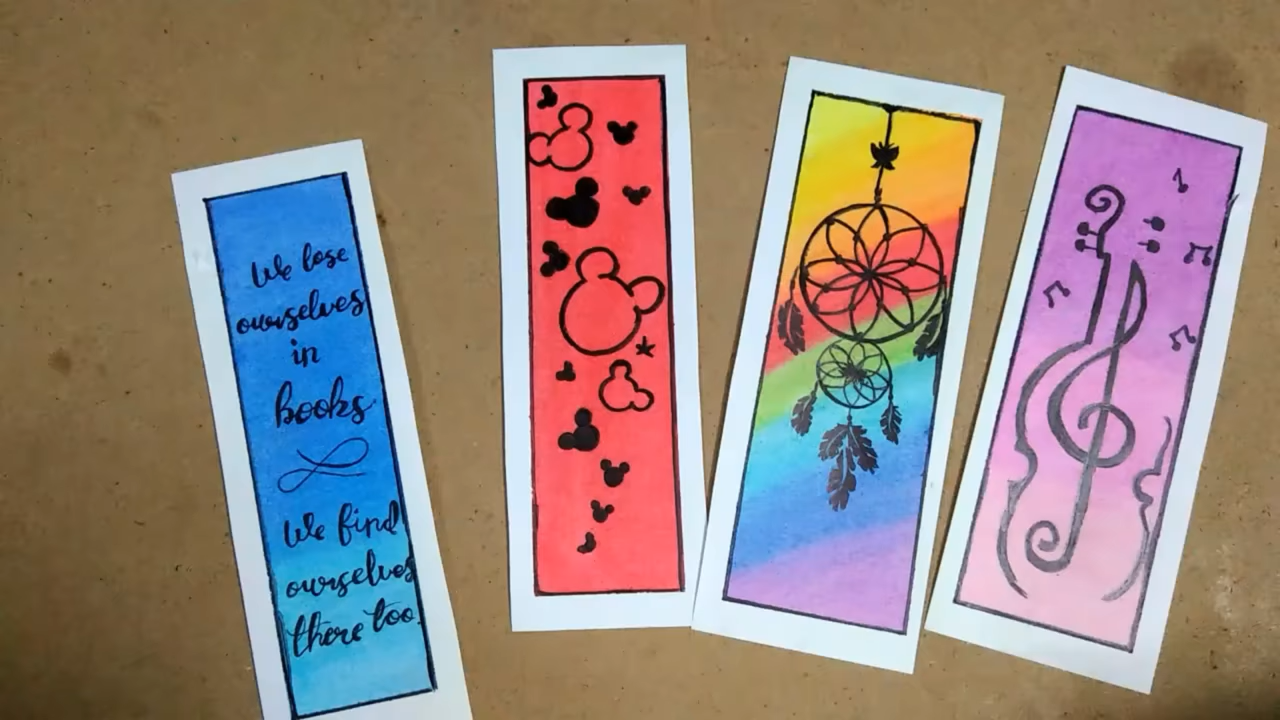 We lose
ourselves
in
books
We find
ourselves
there too.